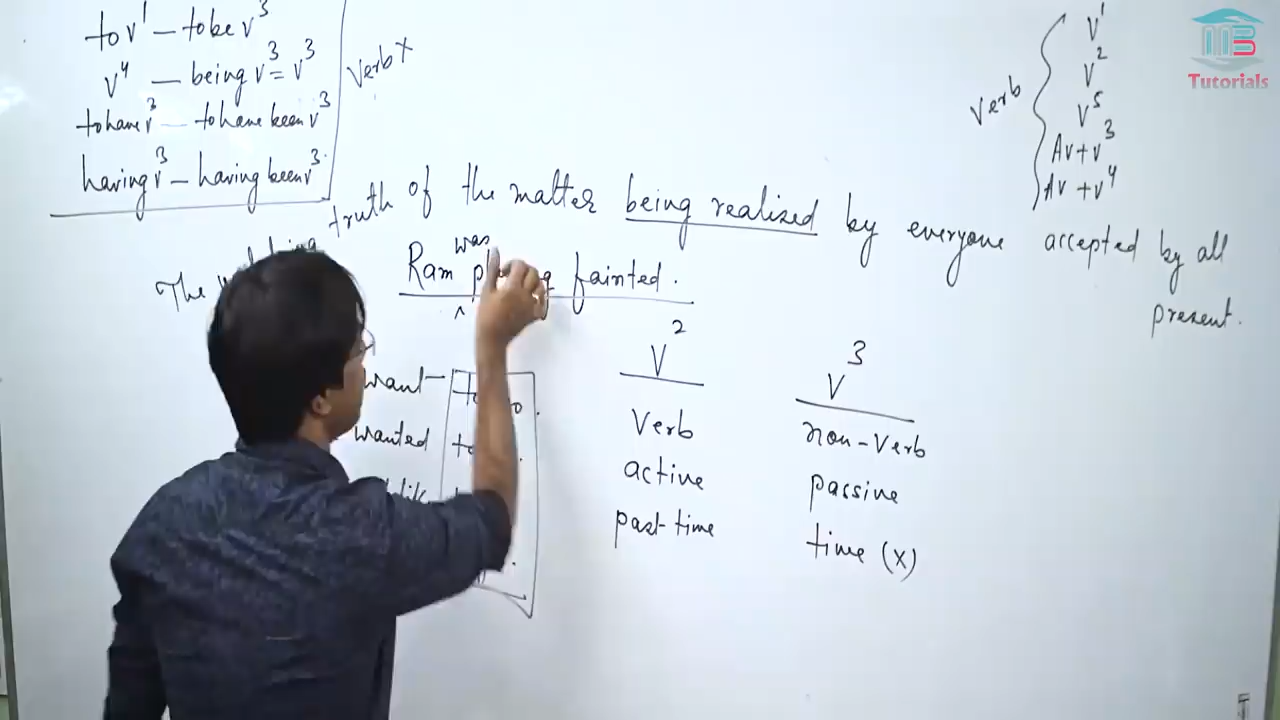 to v¹ – to be v³
v⁴ — being v³ = v³
to have v³ — to have been v³
having v³ – having been v³.
Verb x
Verb
V¹
V²
V⁵
Av + v³
Av + v⁴
MB
Tutorials
The truth of the matter being realized by everyone accepted by all
present.
was
Ram fainted.
^
want –
wanted
V²
Verb
active
past-time
V³
non-Verb
passive
time (x)